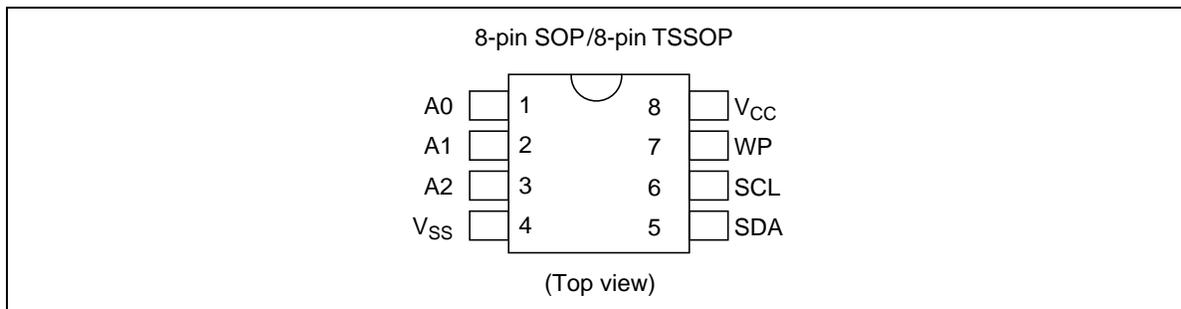 8-pin SOP/8-pin TSSOP
A0 1 8 VCC
A1 2 7 WP
A2 3 6 SCL
VSS 4 5 SDA
(Top view)